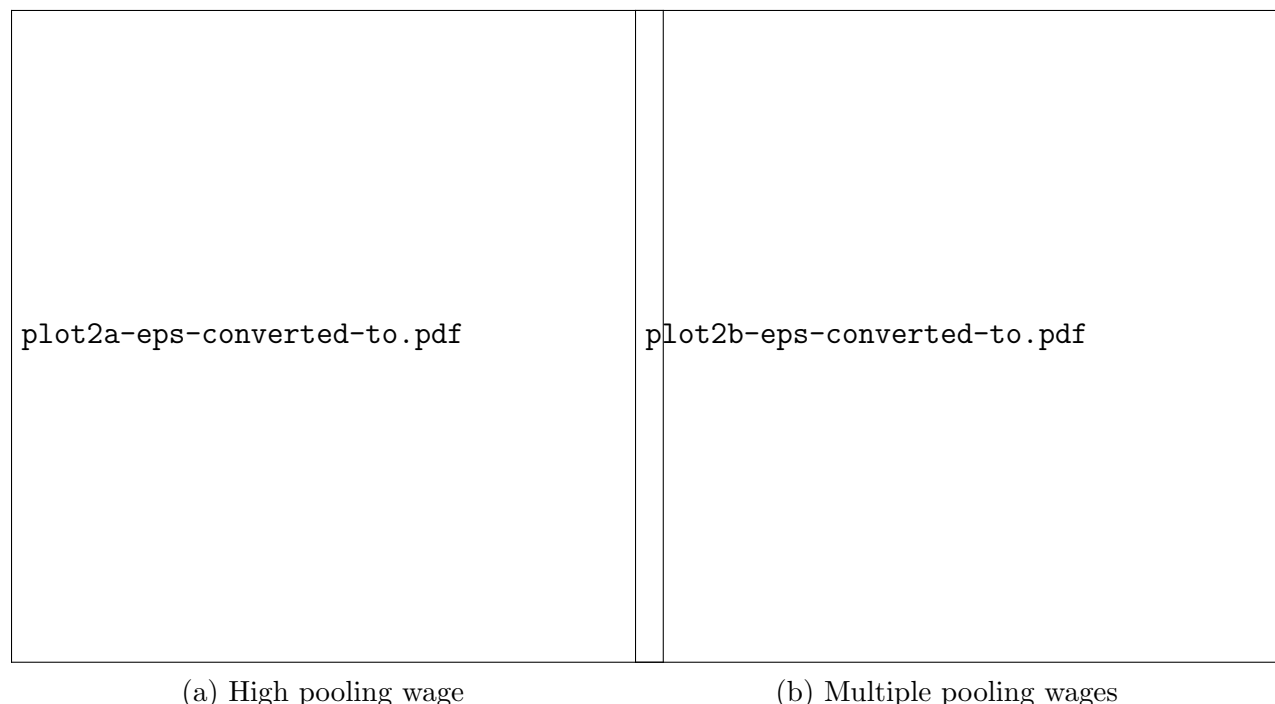 plot2a-eps-converted-to.pdf
plot2b-eps-converted-to.pdf
(a) High pooling wage
(b) Multiple pooling wages